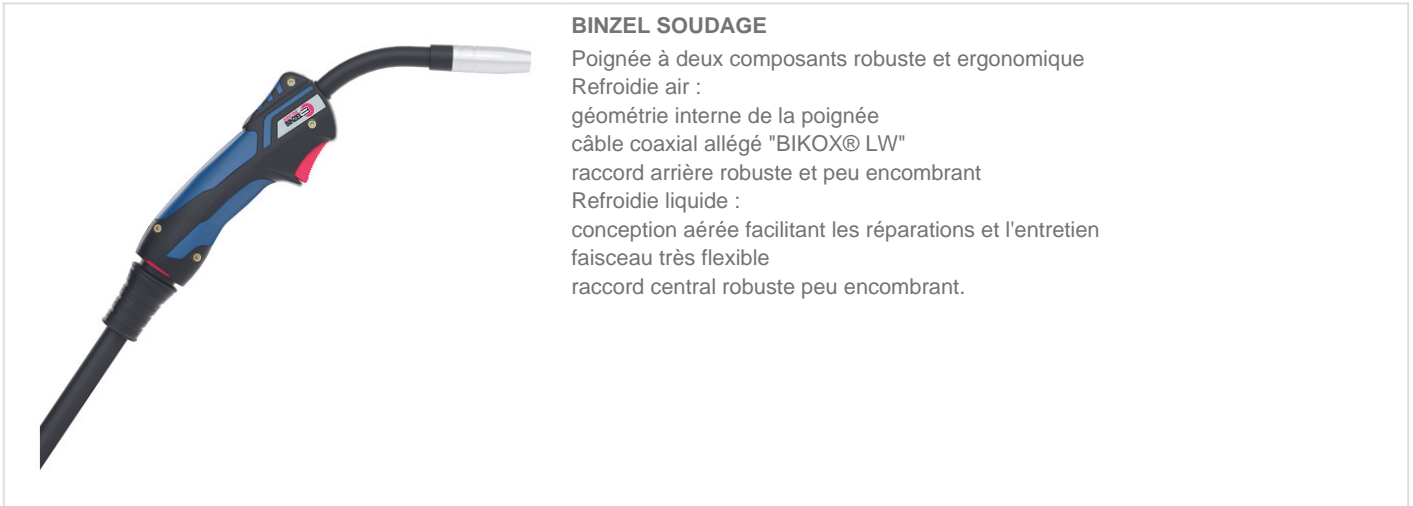 BINZEL SOUDAGE
Poignée à deux composants robuste et ergonomique
Refroidie air :
géométrie interne de la poignée
câble coaxial allégé "BIKOX® LW"
raccord arrière robuste et peu encombrant
Refroidie liquide :
conception aérée facilitant les réparations et l'entretien
faisceau très flexible
raccord central robuste peu encombrant.